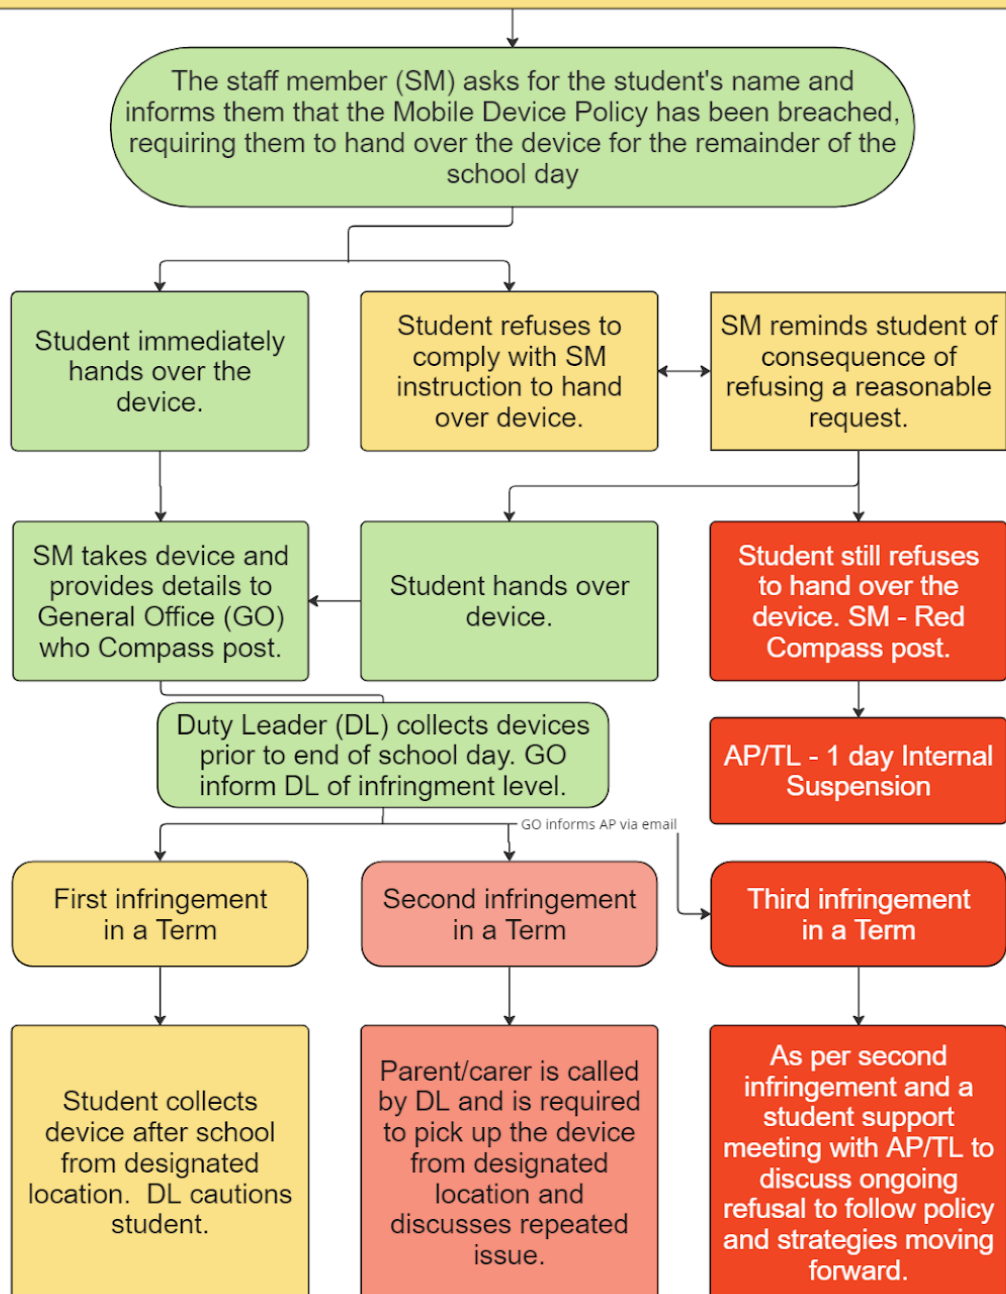 The staff member (SM) asks for the student's name and
informs them that the Mobile Device Policy has been breached,
requiring them to hand over the device for the remainder of the
school day
Student immediately
hands over the
device.
Student refuses to
comply with SM
instruction to hand
over device.
SM reminds student of
consequence of
refusing a reasonable
request.
SM takes device and
provides details to
General Office (GO)
who Compass post.
Student hands over
device.
Student still refuses
to hand over the
device. SM - Red
Compass post.
Duty Leader (DL) collects devices
prior to end of school day. GO
inform DL of infringment level.
AP/TL - 1 day Internal
Suspension
GO informs AP via email
First infringement
in a Term
Second infringement
in a Term
Third infringement
in a Term
Student collects
device after school
from designated
location. DL cautions
student.
Parent/carer is called
by DL and is required
to pick up the device
from designated
location and
discusses repeated
issue.
As per second
infringement and a
student support
meeting with AP/TL to
discuss ongoing
refusal to follow policy
and strategies moving
forward.